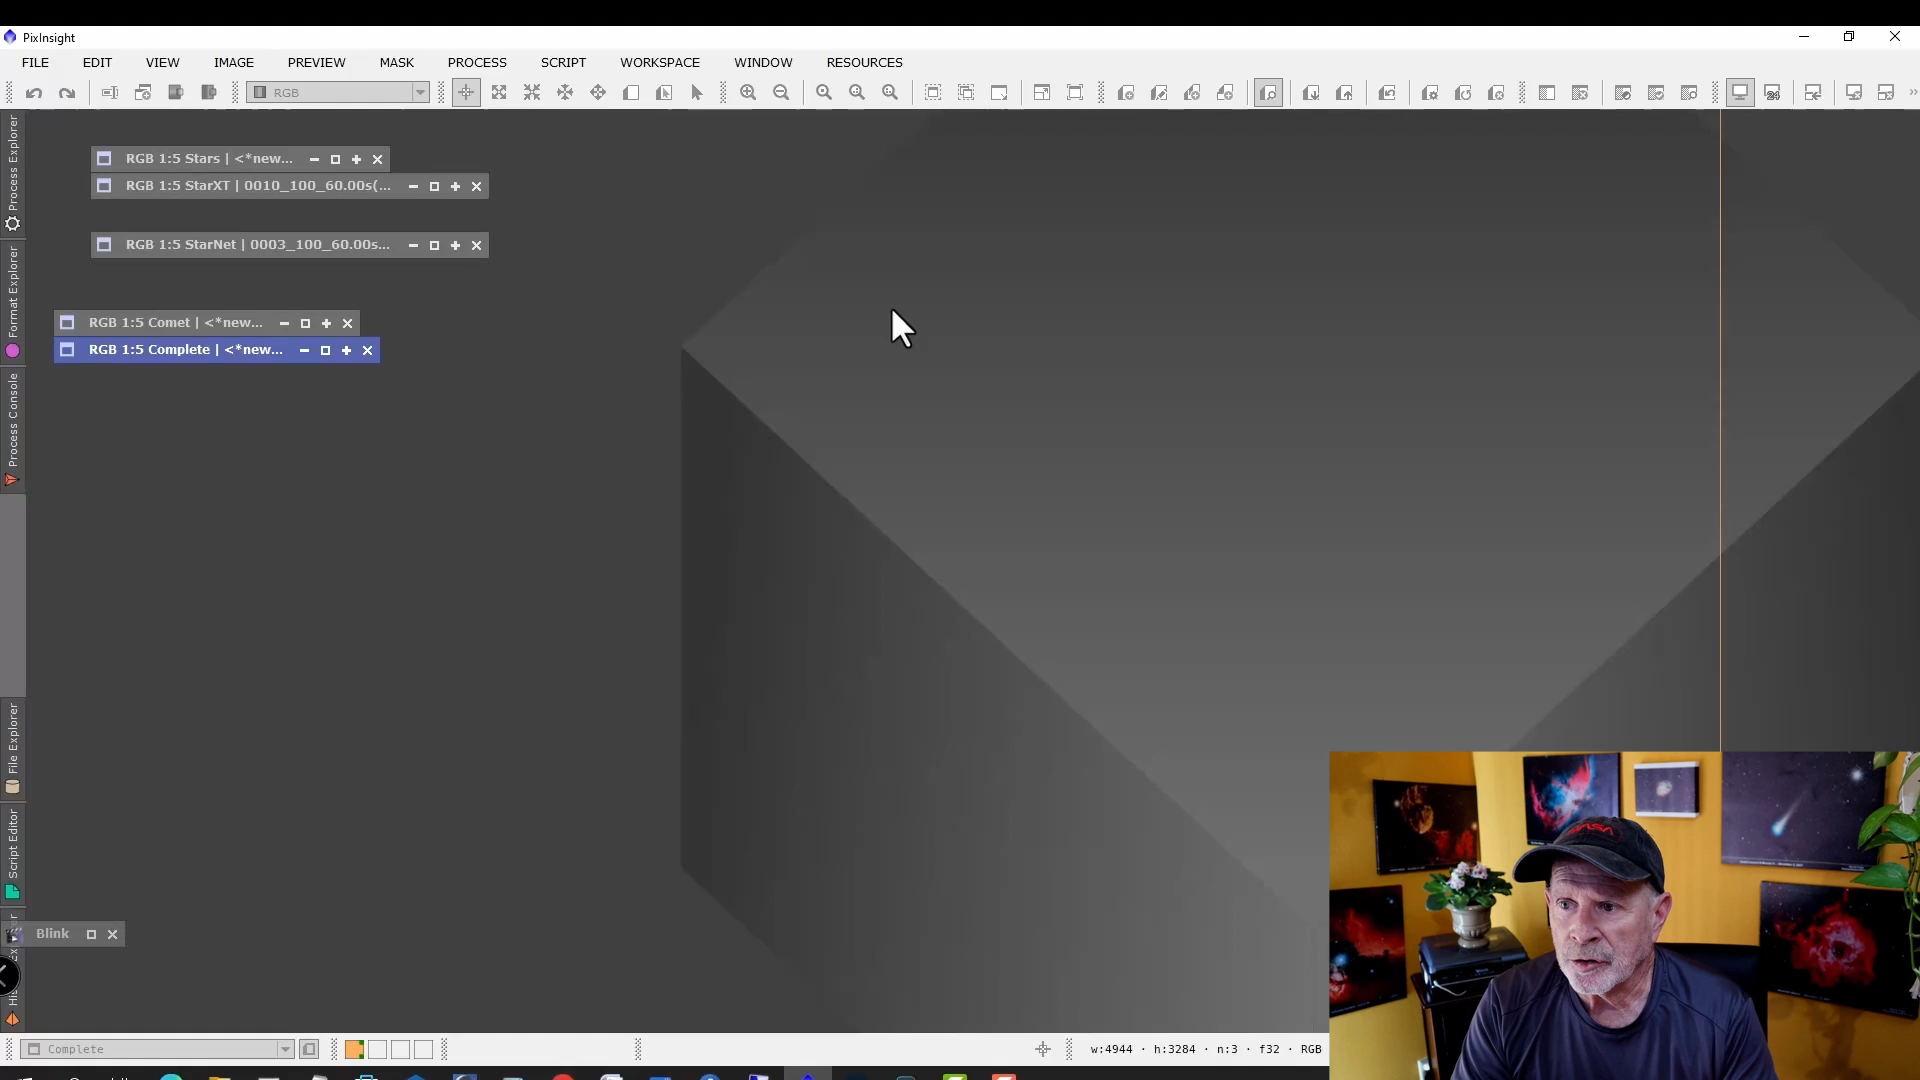 PixInsight
FILE EDIT VIEW IMAGE PREVIEW MASK PROCESS SCRIPT WORKSPACE WINDOW RESOURCES
RGB
24
Process Explorer
Format Explorer
Process Console
File Explorer
Script Editor
RGB 1:5 Stars | <*new...
RGB 1:5 StarXT | 0010_100_60.00s(...
RGB 1:5 StarNet | 0003_100_60.00s...
RGB 1:5 Comet | <*new...
RGB 1:5 Complete | <*new...
Blink
NASA
Complete
w:4944 · h:3284 · n:3 · f32 · RGB